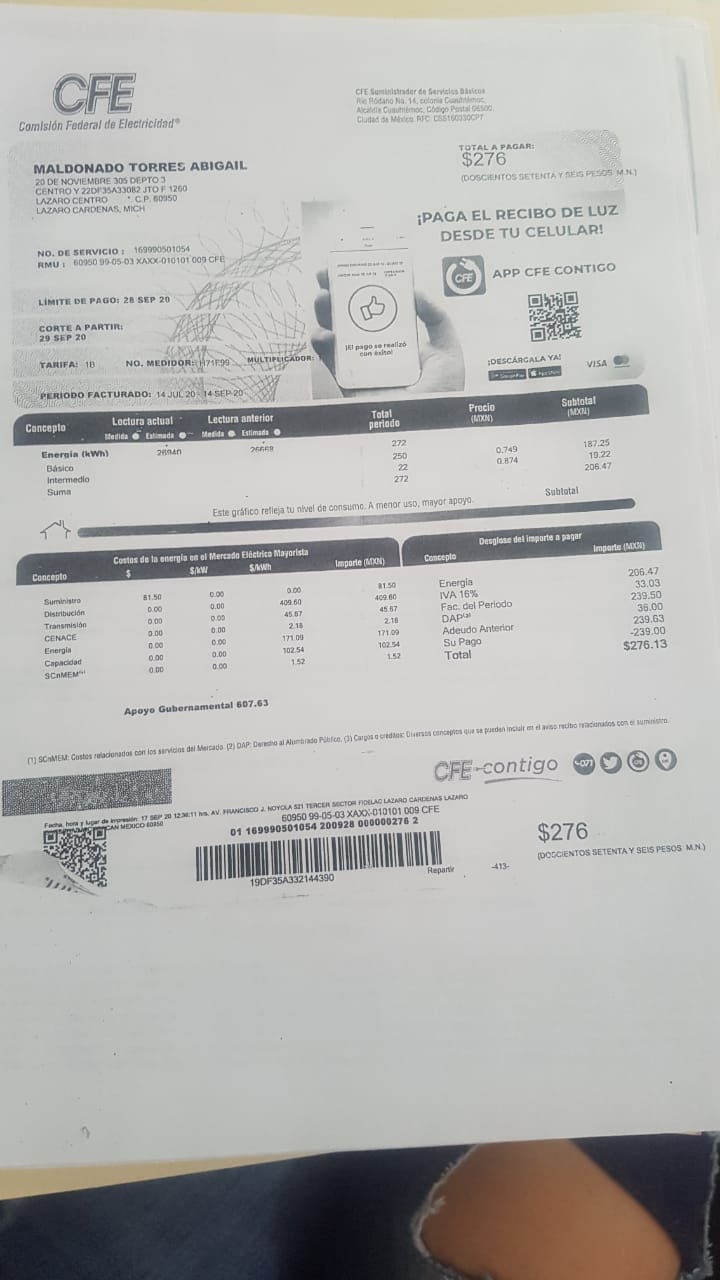 CFE
Comisión Federal de Electricidad®
CFE Suministrador de Servicios Básicos
Río Ródano No. 14, colonia Cuauhtémoc,
Alcaldía Cuauhtémoc, Código Postal 06500,
Ciudad de México. RFC: CSS160330CP7
MALDONADO TORRES ABIGAIL
20 DE NOVIEMBRE 305 DEPTO 3
CENTRO Y 22DF35A33082 JTO F 1260
LAZARO CENTRO C.P. 60950
LAZARO CARDENAS, MICH
TOTAL A PAGAR:
$276
(DOSCIENTOS SETENTA Y SEIS PESOS M.N.)
¡PAGA EL RECIBO DE LUZ
DESDE TU CELULAR!
CFE
APP CFE CONTIGO
¡El pago se realizó
con éxito!
¡DESCÁRGALA YA!
VISA
NO. DE SERVICIO : 169990501054
RMU : 60950 99-05-03 XAXX-010101 009 CFE
LÍMITE DE PAGO: 28 SEP 20
CORTE A PARTIR:
29 SEP 20
TARIFA: 1B NO. MEDIDOR: MULTIPLICADOR:
PERIODO FACTURADO: 14 JUL 20 - 14 SEP 20
Concepto Lectura actual Lectura anterior Total periodo Precio (MXN) Subtotal (MXN)
Medida Estimada Medida Estimada
Energía (kWh) 26940 26668 272
Básico 250 0.749 187.25
Intermedio 22 0.874 19.22
Suma 272 206.47
Subtotal
Este gráfico refleja tu nivel de consumo. A menor uso, mayor apoyo.
Costos de la energía en el Mercado Eléctrico Mayorista
Concepto $ $/kW $/kWh Importe (MXN)
Suministro 81.50 0.00 0.00 81.50
Distribución 0.00 0.00 409.60 409.60
Transmisión 0.00 0.00 45.67 45.67
CENACE 0.00 0.00 2.18 2.18
Energía 0.00 0.00 171.09 171.09
Capacidad 0.00 0.00 102.54 102.54
SCnMEM(1) 0.00 0.00 1.52 1.52
Desglose del importe a pagar
Concepto Importe (MXN)
Energía 206.47
IVA 16% 33.03
Fac. del Periodo 239.50
DAP(2) 36.00
Adeudo Anterior 239.63
Su Pago -239.00
Total $276.13
Apoyo Gubernamental 607.63
(1) SCnMEM: Costos relacionados con los servicios del Mercado. (2) DAP: Derecho al Alumbrado Público. (3) Cargos o créditos: Diversos conceptos que se pueden incluir en el aviso recibo relacionados con el suministro.
CFE-contigo
071
Fecha, hora y lugar de impresión: 17 SEP 20 12:36:11 hrs. AV. FRANCISCO J. NOYOLA 521 TERCER SECTOR FIDELAC LAZARO CARDENAS LAZARO
CAN MEXICO 60950
60950 99-05-03 XAXX-010101 009 CFE
01 169990501054 200928 000000276 2
19DF35A332144390
Repartir
-413-
$276
(DOSCIENTOS SETENTA Y SEIS PESOS M.N.)